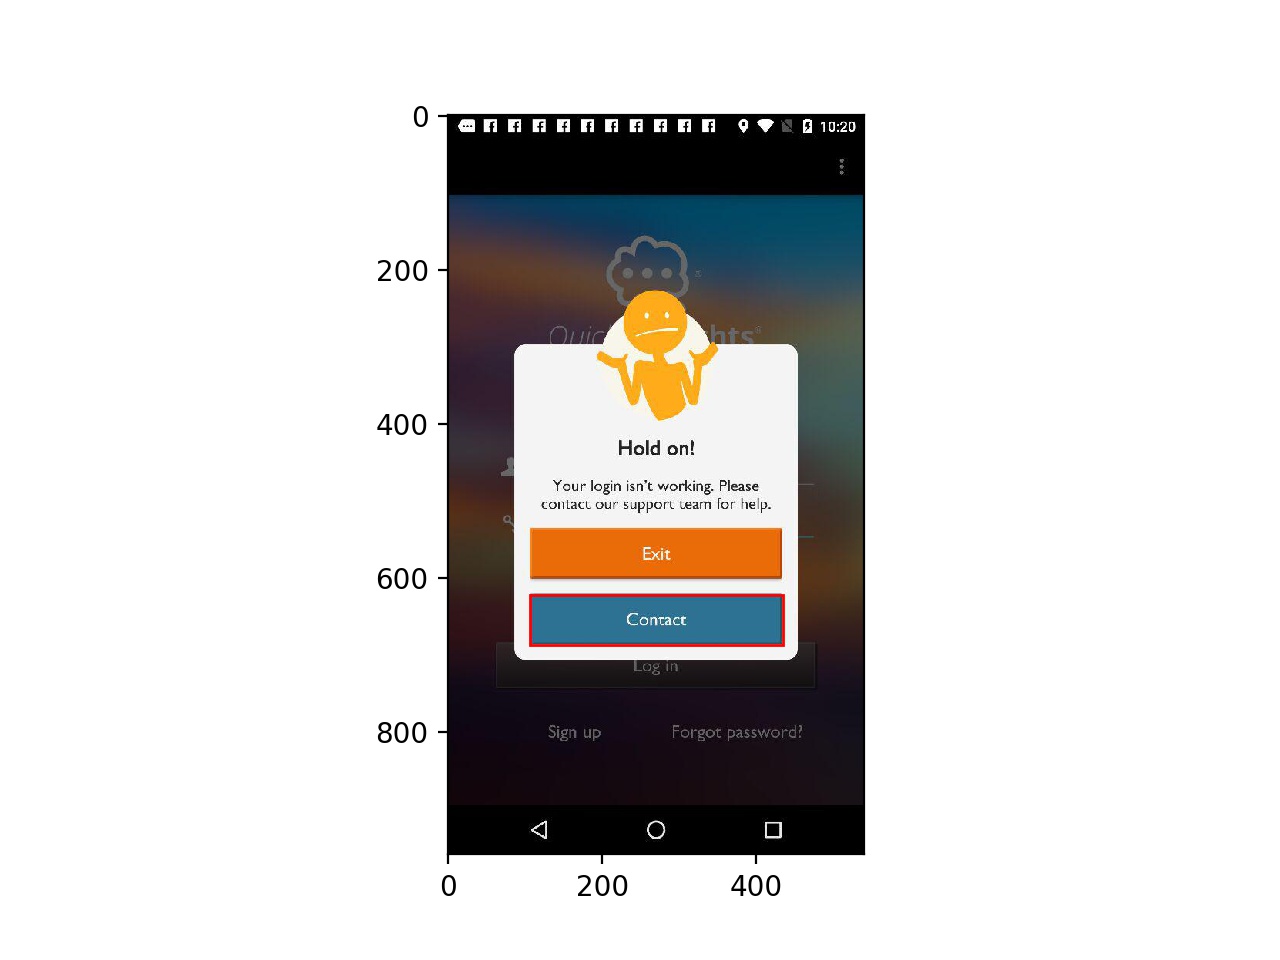 0
10:20
200
Quic hts®
400
Hold on!
Your login isn't working. Please
contact our support team for help.
Exit
600
Contact
Log in
800
Sign up Forgot password?
0 200 400